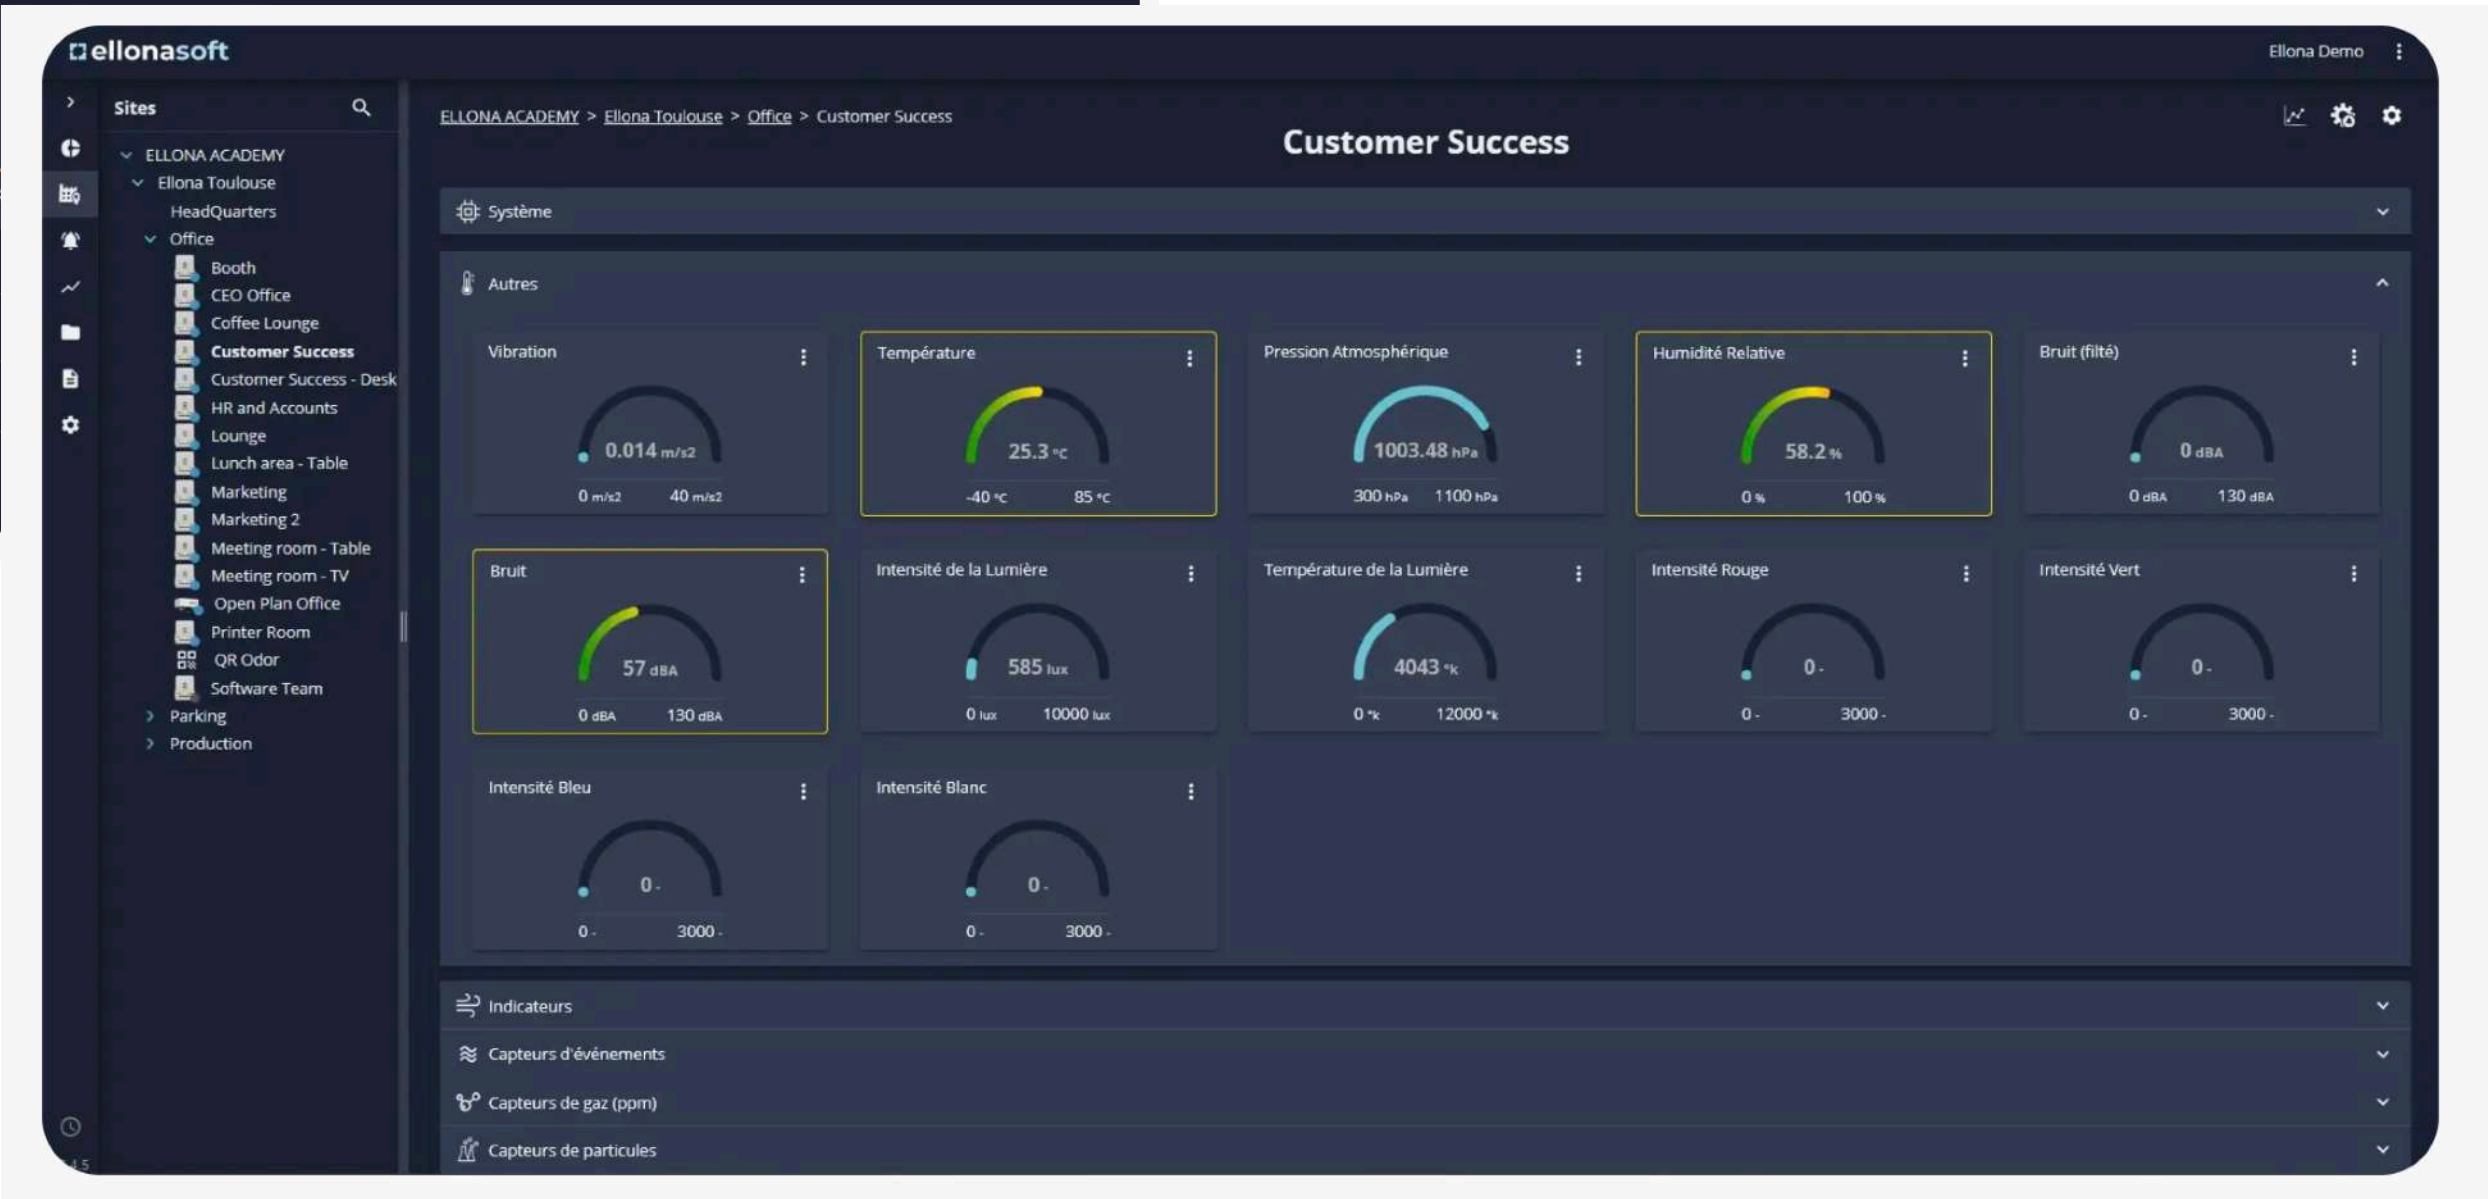 ellonasoft
Ellona Demo
Sites
ELLONA ACADEMY
Ellona Toulouse
HeadQuarters
Office
Booth
CEO Office
Coffee Lounge
Customer Success
Customer Success - Desk
HR and Accounts
Lounge
Lunch area - Table
Marketing
Marketing 2
Meeting room - Table
Meeting room - TV
Open Plan Office
Printer Room
QR Odor
Software Team
Parking
Production
ELLONA ACADEMY > Ellona Toulouse > Office > Customer Success
Customer Success
Système
Autres
Vibration
0.014 m/s2
0 m/s2 40 m/s2
Température
25.3 °C
-40 °C 85 °C
Pression Atmosphérique
1003.48 hPa
300 hPa 1100 hPa
Humidité Relative
58.2 %
0 % 100 %
Bruit (filté)
0 dBA
0 dBA 130 dBA
Bruit
57 dBA
0 dBA 130 dBA
Intensité de la Lumière
585 lux
0 lux 10000 lux
Température de la Lumière
4043 °k
0 °k 12000 °k
Intensité Rouge
0 -
0 - 3000 -
Intensité Vert
0 -
0 - 3000 -
Intensité Bleu
0 -
0 - 3000 -
Intensité Blanc
0 -
0 - 3000 -
Indicateurs
Capteurs d'événements
Capteurs de gaz (ppm)
Capteurs de particules